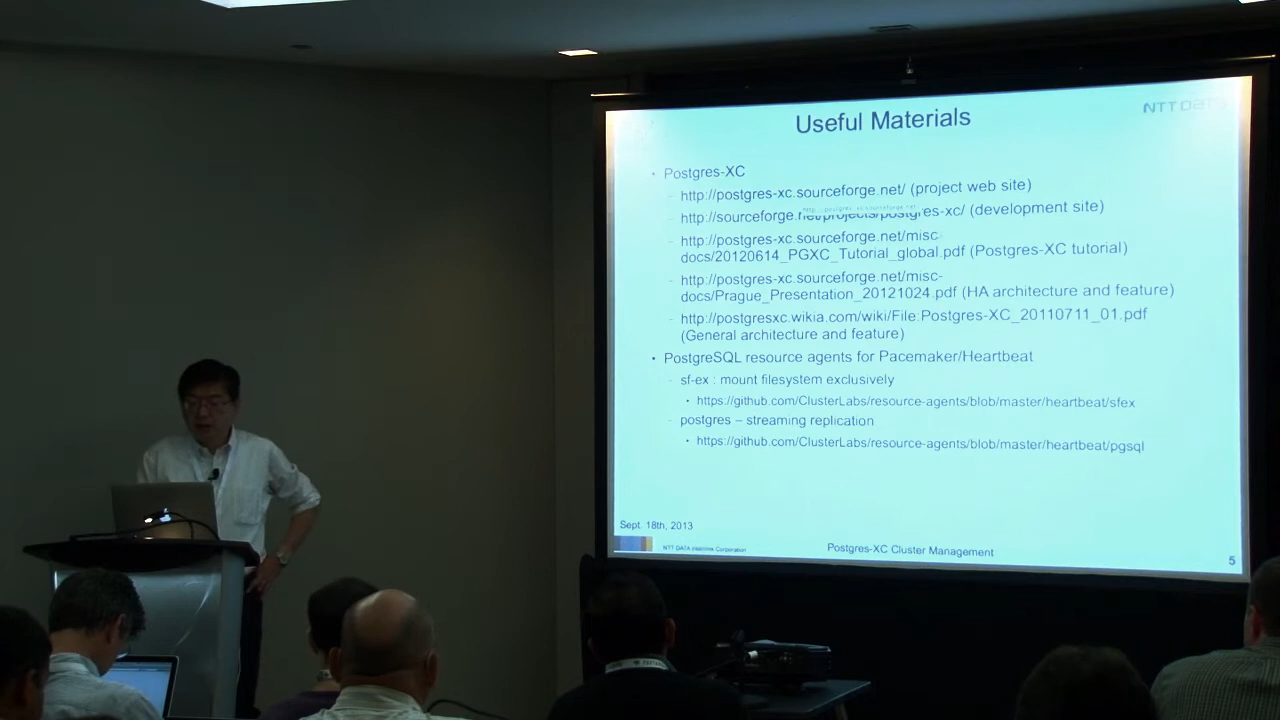 NTT DATA
Useful Materials
• Postgres-XC
– http://postgres-xc.sourceforge.net/ (project web site)
– http://sourceforge.net/projects/postgres-xc/ (development site)
– http://postgres-xc.sourceforge.net/misc-
docs/20120614_PGXC_Tutorial_global.pdf (Postgres-XC tutorial)
– http://postgres-xc.sourceforge.net/misc-
docs/Prague_Presentation_20121024.pdf (HA architecture and feature)
– http://postgresxc.wikia.com/wiki/File:Postgres-XC_20110711_01.pdf
(General architecture and feature)
• PostgreSQL resource agents for Pacemaker/Heartbeat
– sf-ex : mount filesystem exclusively
• https://github.com/ClusterLabs/resource-agents/blob/master/heartbeat/sfex
– postgres – streaming replication
• https://github.com/ClusterLabs/resource-agents/blob/master/heartbeat/pgsql
Sept. 18th, 2013
NTT DATA Corporation
Postgres-XC Cluster Management
5